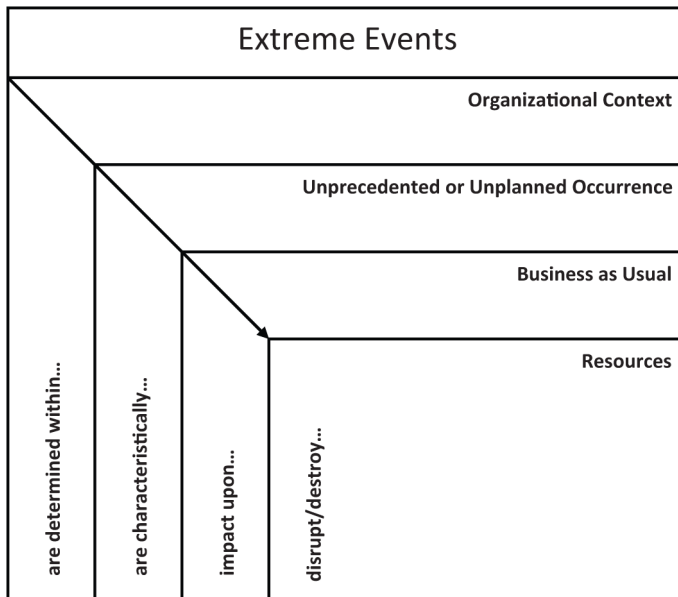 Extreme Events
Organizational Context
Unprecedented or Unplanned Occurrence
Business as Usual
Resources
are determined within...
are characteristically...
impact upon...
disrupt/destroy...